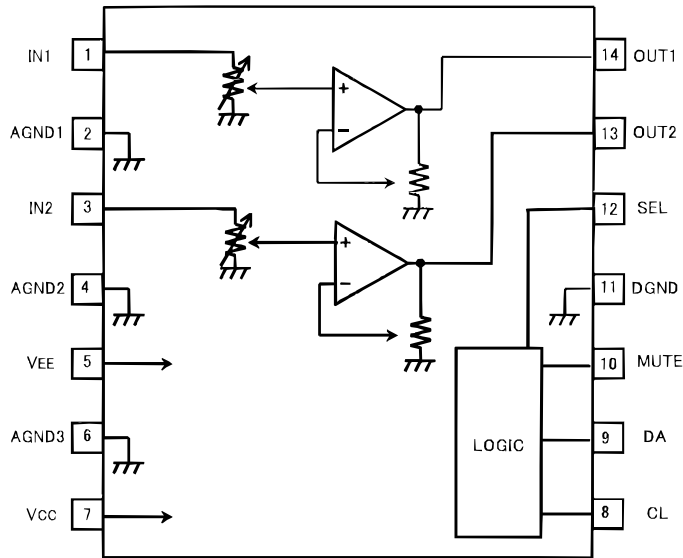 IN1 1 14 OUT1
+
−
AGND1 2 13 OUT2
IN2 3 12 SEL
+
−
AGND2 4 11 DGND
VEE 5 10 MUTE
AGND3 6 9 DA
LOGIC
VCC 7 8 CL